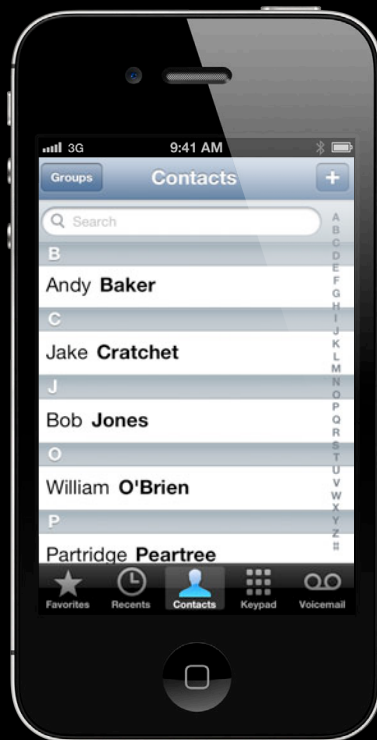 3G 9:41 AM
Groups Contacts +
Search
B
Andy Baker
C
Jake Cratchet
J
Bob Jones
O
William O'Brien
P
Partridge Peartree
A
B
C
D
E
F
G
H
I
J
K
L
M
N
O
P
Q
R
S
T
U
V
W
X
Y
Z
#
Favorites Recents Contacts Keypad Voicemail